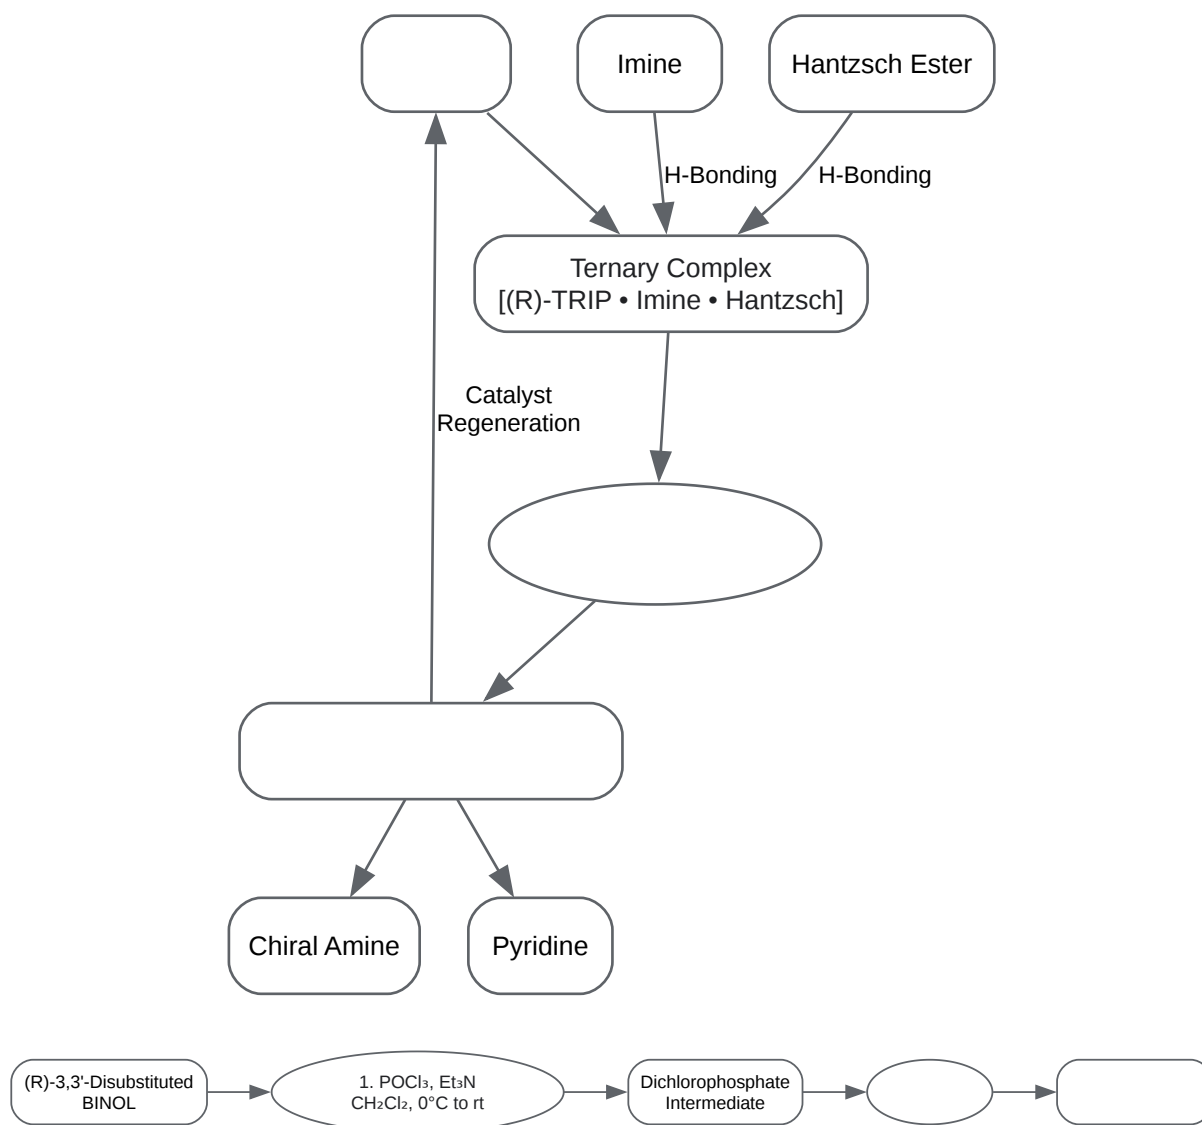 Imine
Hantzsch Ester
H-Bonding
H-Bonding
Ternary Complex
[(R)-TRIP • Imine • Hantzsch]
Catalyst
Regeneration
Chiral Amine
Pyridine
(R)-3,3'-Disubstituted
BINOL
1. POCl₃, Et₃N
CH₂Cl₂, 0°C to rt
Dichlorophosphate
Intermediate